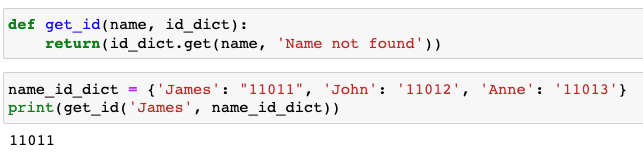 def get_id(name, id_dict):
    return(id_dict.get(name, 'Name not found'))
name_id_dict = {'James': "11011", 'John': '11012', 'Anne': '11013'}
print(get_id('James', name_id_dict))
11011